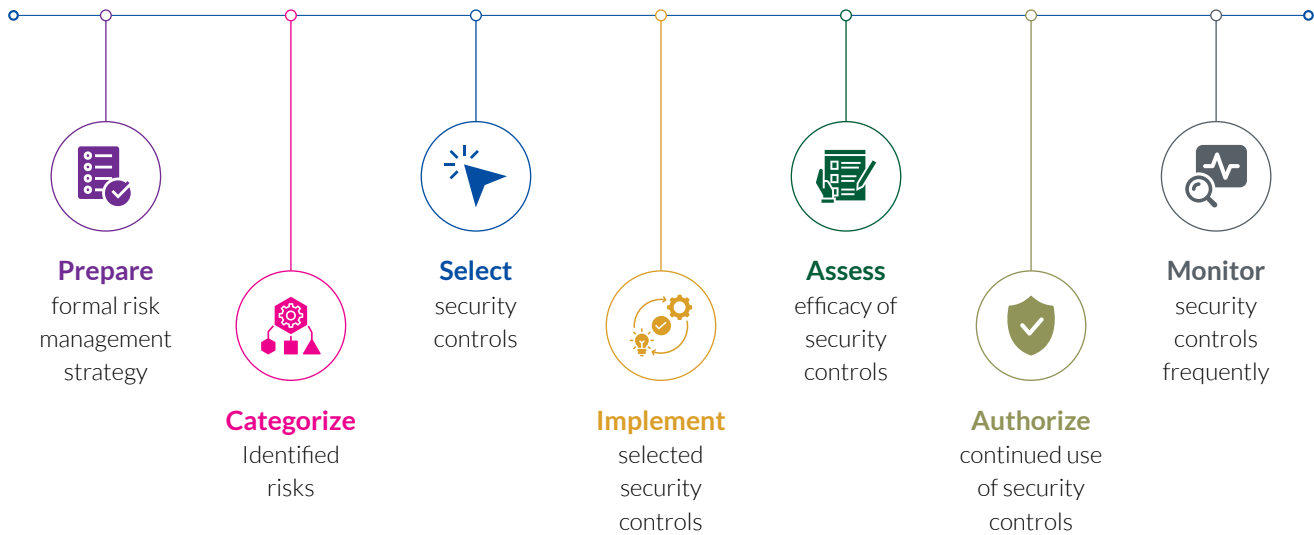 Prepare
formal risk
management
strategy
Categorize
Identified
risks
Select
security
controls
Implement
selected
security
controls
Assess
efficacy of
security
controls
Authorize
continued use
of security
controls
Monitor
security
controls
frequently